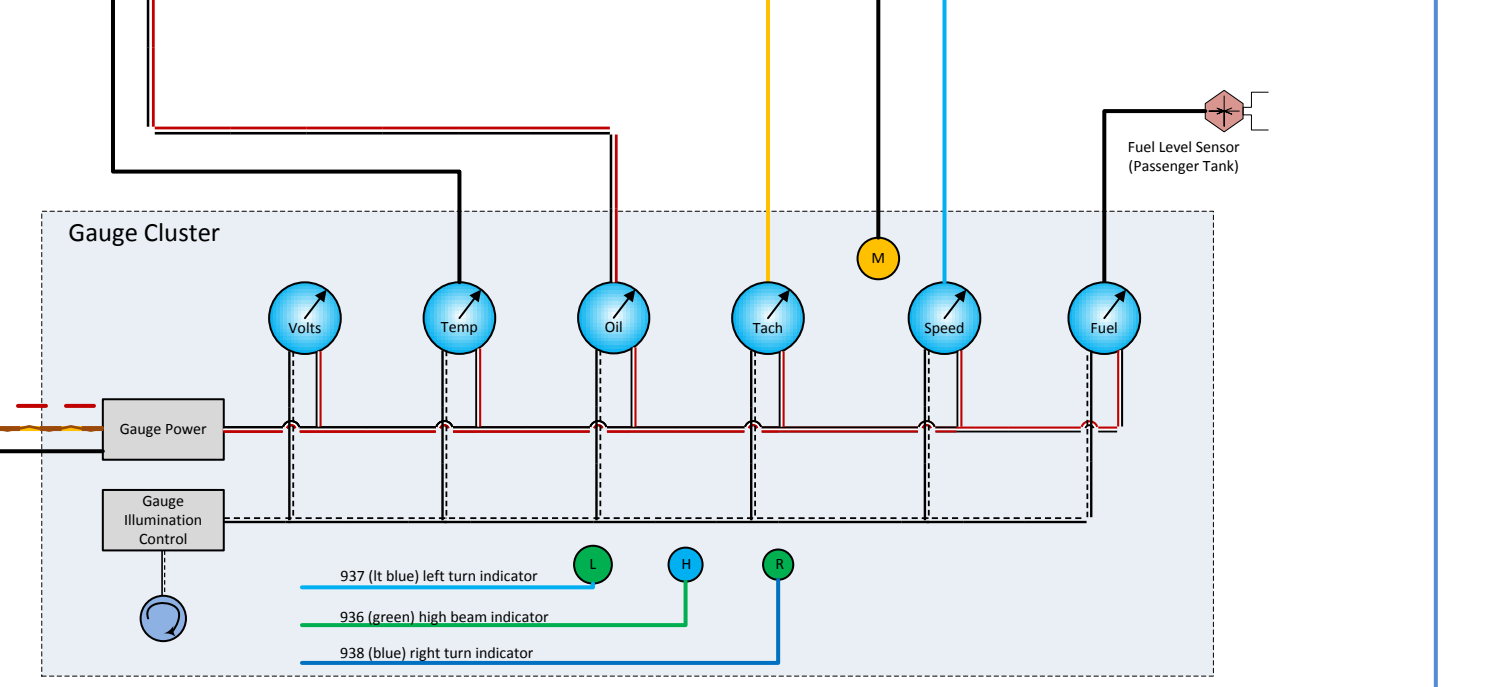 Fuel Level Sensor
(Passenger Tank)
Gauge Cluster
M
Volts
Temp
Oil
Tach
Speed
Fuel
Gauge Power
Gauge
Illumination
Control
L
H
R
937 (lt blue) left turn indicator
936 (green) high beam indicator
938 (blue) right turn indicator